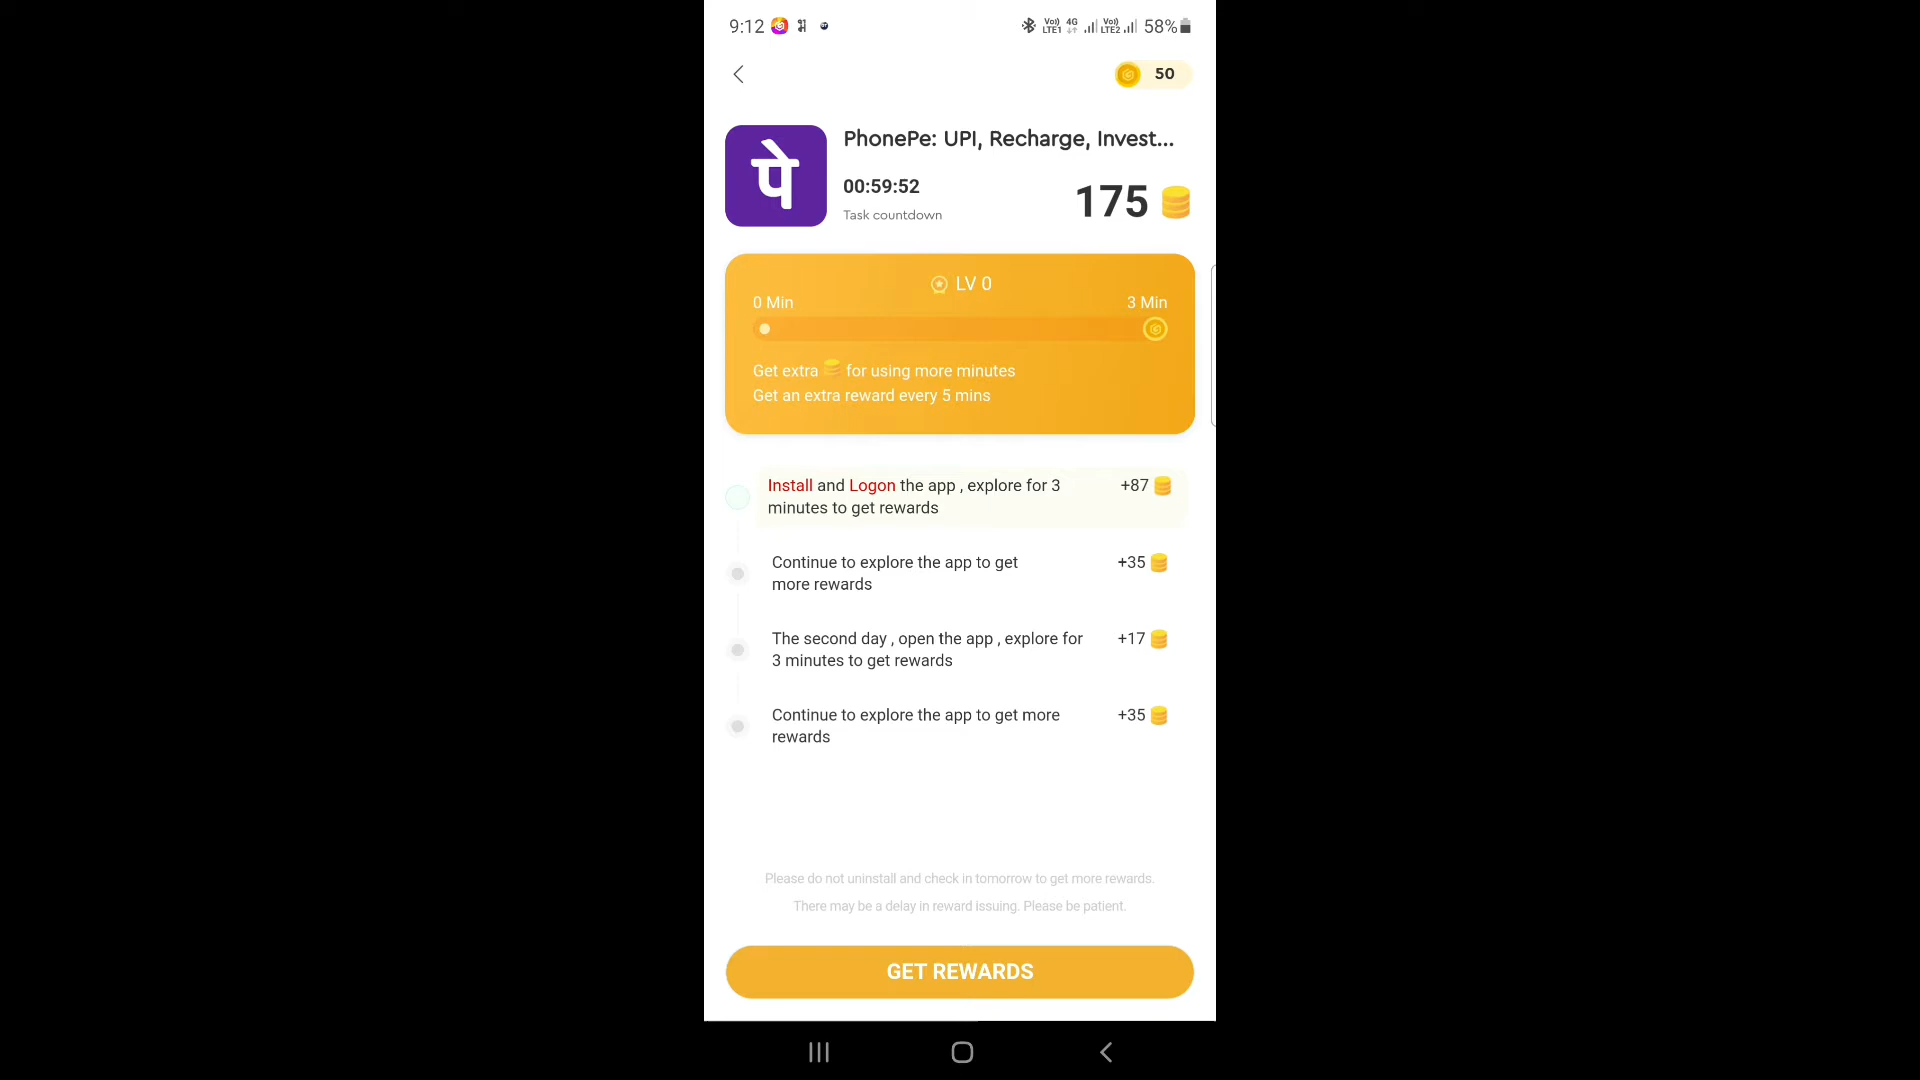 9:12
Vo) 4G Vo) 58%
LTE1 LTE2
50
पे
PhonePe: UPI, Recharge, Invest...
00:59:52
175
Task countdown
LV 0
0 Min 3 Min
Get extra for using more minutes
Get an extra reward every 5 mins
Install and Logon the app , explore for 3 +87
minutes to get rewards
Continue to explore the app to get +35
more rewards
The second day , open the app , explore for +17
3 minutes to get rewards
Continue to explore the app to get more +35
rewards
Please do not uninstall and check in tomorrow to get more rewards.
There may be a delay in reward issuing. Please be patient.
GET REWARDS